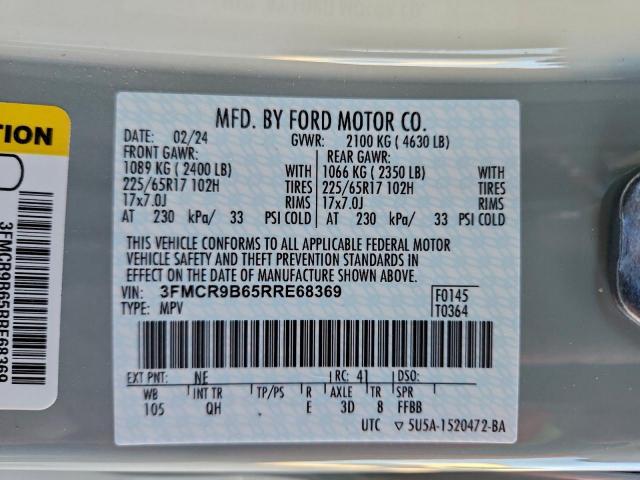 TION
3FMCR9B65RRE68369
MFD. BY FORD MOTOR CO.
DATE: 02/24 GVWR: 2100 KG ( 4630 LB)
FRONT GAWR: REAR GAWR:
1089 KG ( 2400 LB) WITH 1066 KG ( 2350 LB) WITH
225/65R17 102H TIRES 225/65R17 102H TIRES
17x7.0J RIMS 17x7.0J RIMS
AT 230 kPa/ 33 PSI COLD AT 230 kPa/ 33 PSI COLD
THIS VEHICLE CONFORMS TO ALL APPLICABLE FEDERAL MOTOR
VEHICLE SAFETY AND THEFT PREVENTION STANDARDS IN
EFFECT ON THE DATE OF MANUFACTURE SHOWN ABOVE.
VIN: 3FMCR9B65RRE68369 F0145
TYPE: MPV T0364
EXT PNT: NE RC: 41 DSO:
WB INT TR TP/PS R AXLE TR SPR
105 QH E 3D 8 FFBB
UTC ▽ 5U5A-1520472-BA